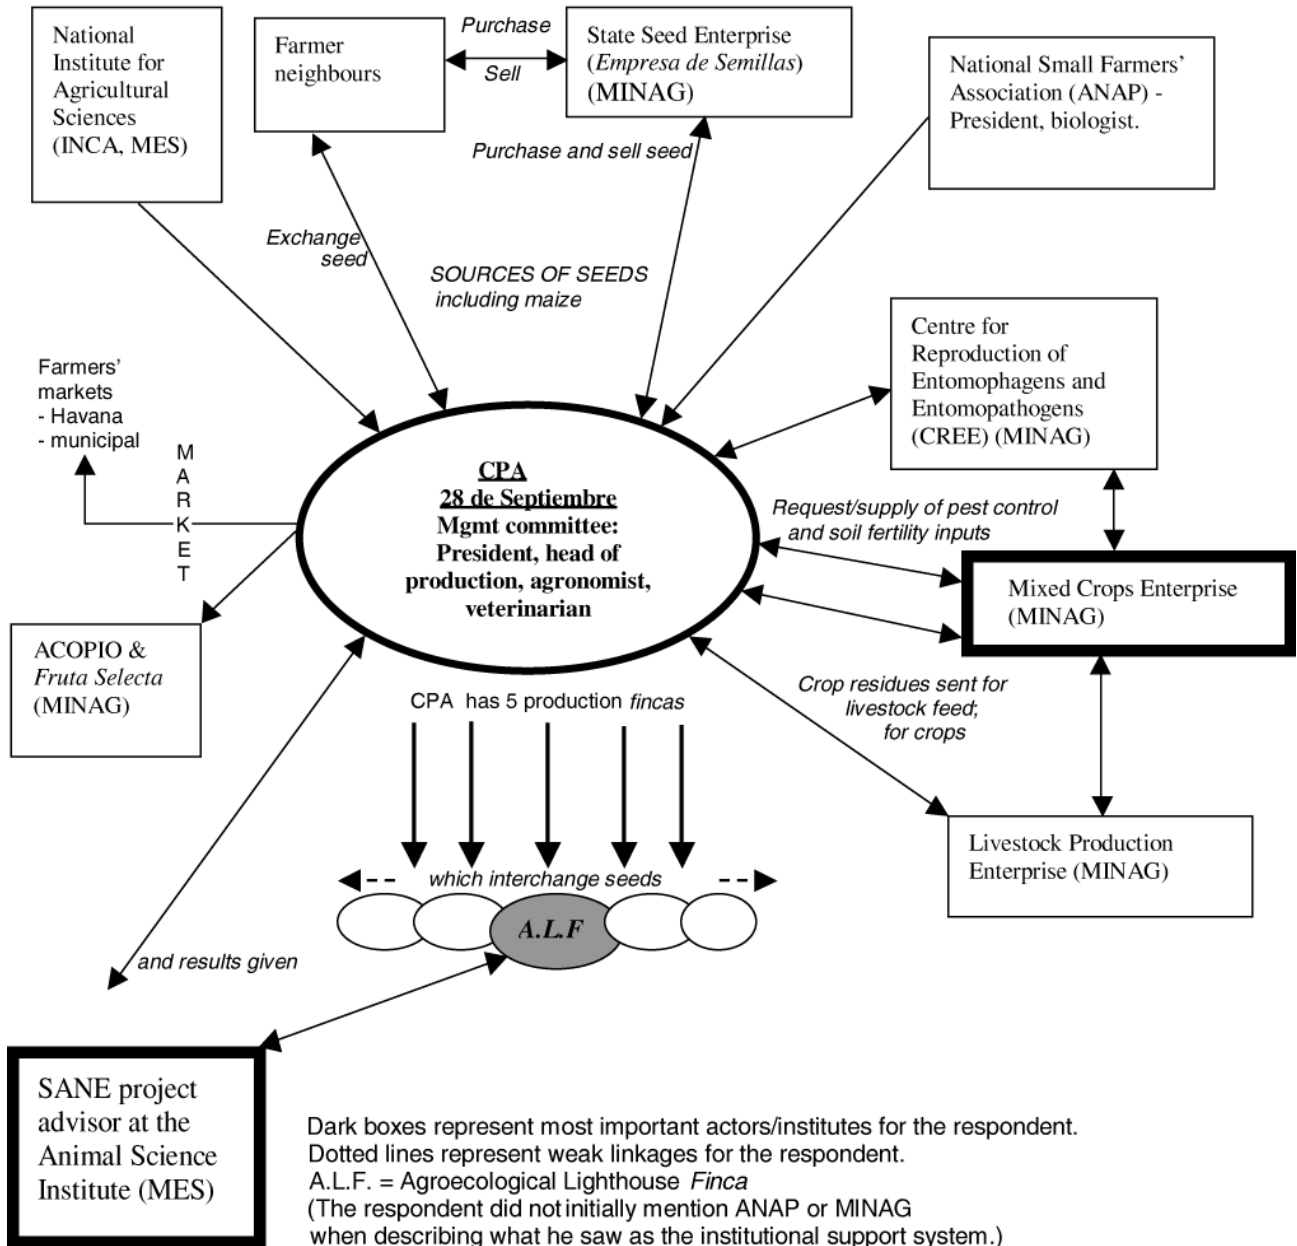 National
Institute for
Agricultural
Sciences
(INCA, MES)
Farmer
neighbours
Purchase
Sell
State Seed Enterprise
(Empresa de Semillas)
(MINAG)
National Small Farmers'
Association (ANAP) -
President, biologist.
Purchase and sell seed
Exchange
seed
SOURCES OF SEEDS
including maize
Centre for
Reproduction of
Entomophagens and
Entomopathogens
(CREE) (MINAG)
Farmers'
markets
- Havana
- municipal
MARKET
CPA
28 de Septiembre
Mgmt committee:
President, head of
production, agronomist,
veterinarian
Request/supply of pest control
and soil fertility inputs
Mixed Crops Enterprise
(MINAG)
ACOPIO &
Fruta Selecta
(MINAG)
CPA has 5 production fincas
Crop residues sent for
livestock feed;
for crops
Livestock Production
Enterprise (MINAG)
which interchange seeds
A.L.F
and results given
SANE project
advisor at the
Animal Science
Institute (MES)
Dark boxes represent most important actors/institutes for the respondent.
Dotted lines represent weak linkages for the respondent.
A.L.F. = Agroecological Lighthouse Finca
(The respondent did not initially mention ANAP or MINAG
when describing what he saw as the institutional support system.)